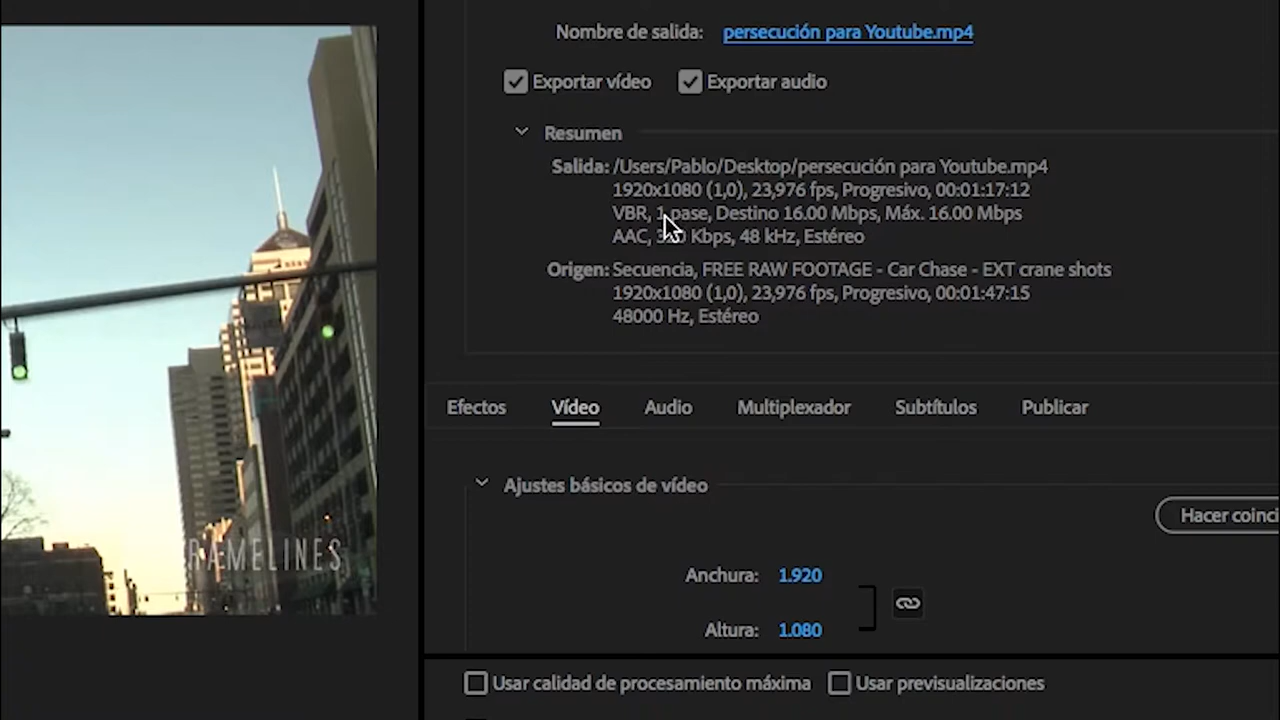 Nombre de salida: persecución para Youtube.mp4
Exportar vídeo Exportar audio
Resumen
Salida: /Users/Pablo/Desktop/persecución para Youtube.mp4
1920x1080 (1,0), 23,976 fps, Progresivo, 00:01:17:12
VBR, 1 pase, Destino 16.00 Mbps, Máx. 16.00 Mbps
AAC, Kbps, 48 kHz, Estéreo
Origen: Secuencia, FREE RAW FOOTAGE - Car Chase - EXT crane shots
1920x1080 (1,0), 23,976 fps, Progresivo, 00:01:47:15
48000 Hz, Estéreo
Efectos Vídeo Audio Multiplexador Subtítulos Publicar
Ajustes básicos de vídeo
Hacer coinci
Anchura: 1.920
Altura: 1.080
RAMELINES
Usar calidad de procesamiento máxima Usar previsualizaciones